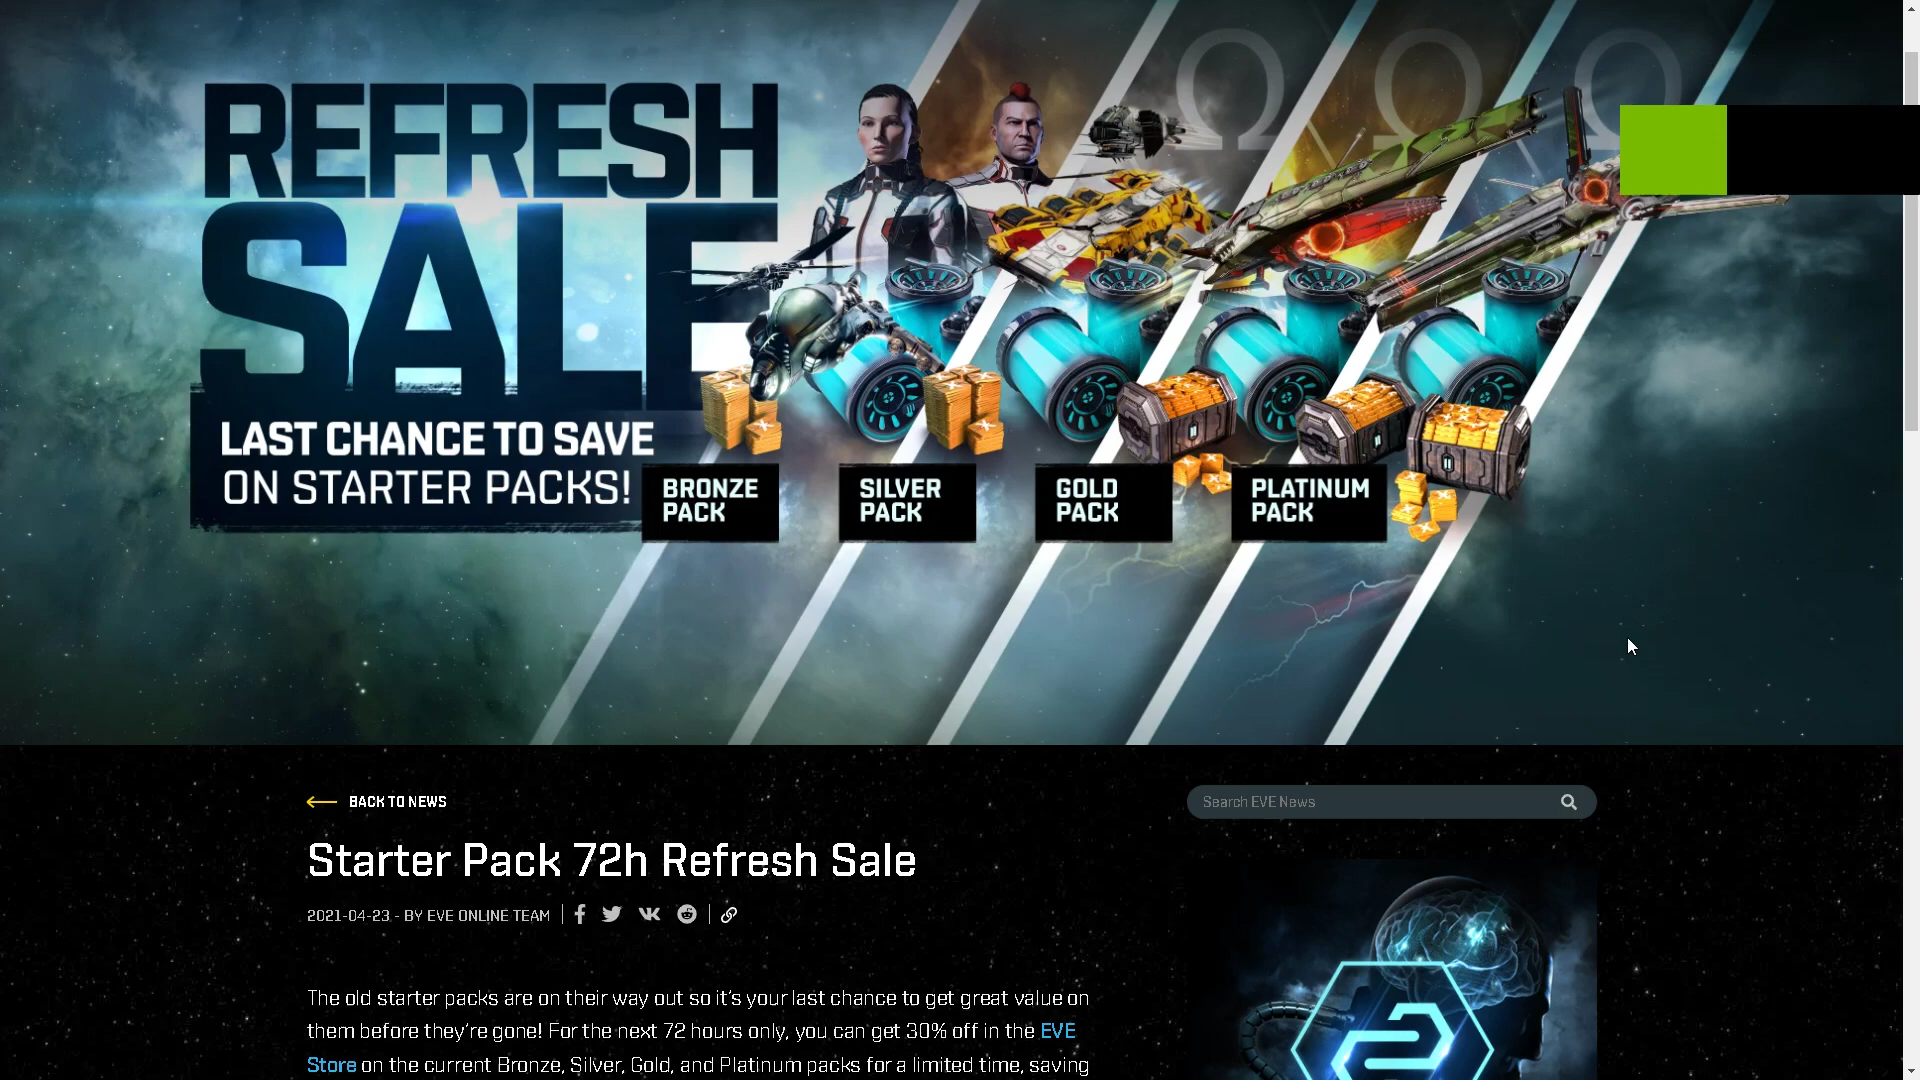 REFRESH
SALE
LAST CHANCE TO SAVE
ON STARTER PACKS!
BRONZE
PACK
SILVER
PACK
GOLD
PACK
PLATINUM
PACK
BACK TO NEWS
Search EVE News
Starter Pack 72h Refresh Sale
2021-04-23 - BY EVE ONLINE TEAM
The old starter packs are on their way out so it's your last chance to get great value on
them before they're gone! For the next 72 hours only, you can get 30% off in the EVE
Store on the current Bronze, Silver, Gold, and Platinum packs for a limited time, saving